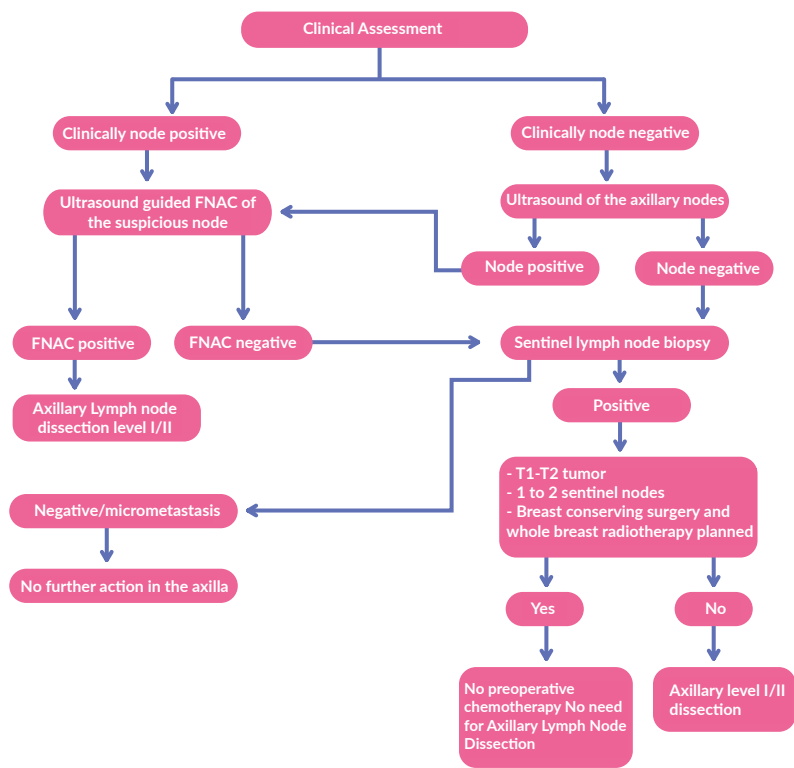 Clinical Assessment
Clinically node positive
Clinically node negative
Ultrasound guided FNAC of
the suspicious node
Ultrasound of the axillary nodes
Node positive
Node negative
FNAC positive
FNAC negative
Sentinel lymph node biopsy
Axillary Lymph node
dissection level I/II
Positive
- T1-T2 tumor
- 1 to 2 sentinel nodes
- Breast conserving surgery and
whole breast radiotherapy planned
Negative/micrometastasis
No further action in the axilla
Yes
No
No preoperative
chemotherapy No need
for Axillary Lymph Node
Dissection
Axillary level I/II
dissection